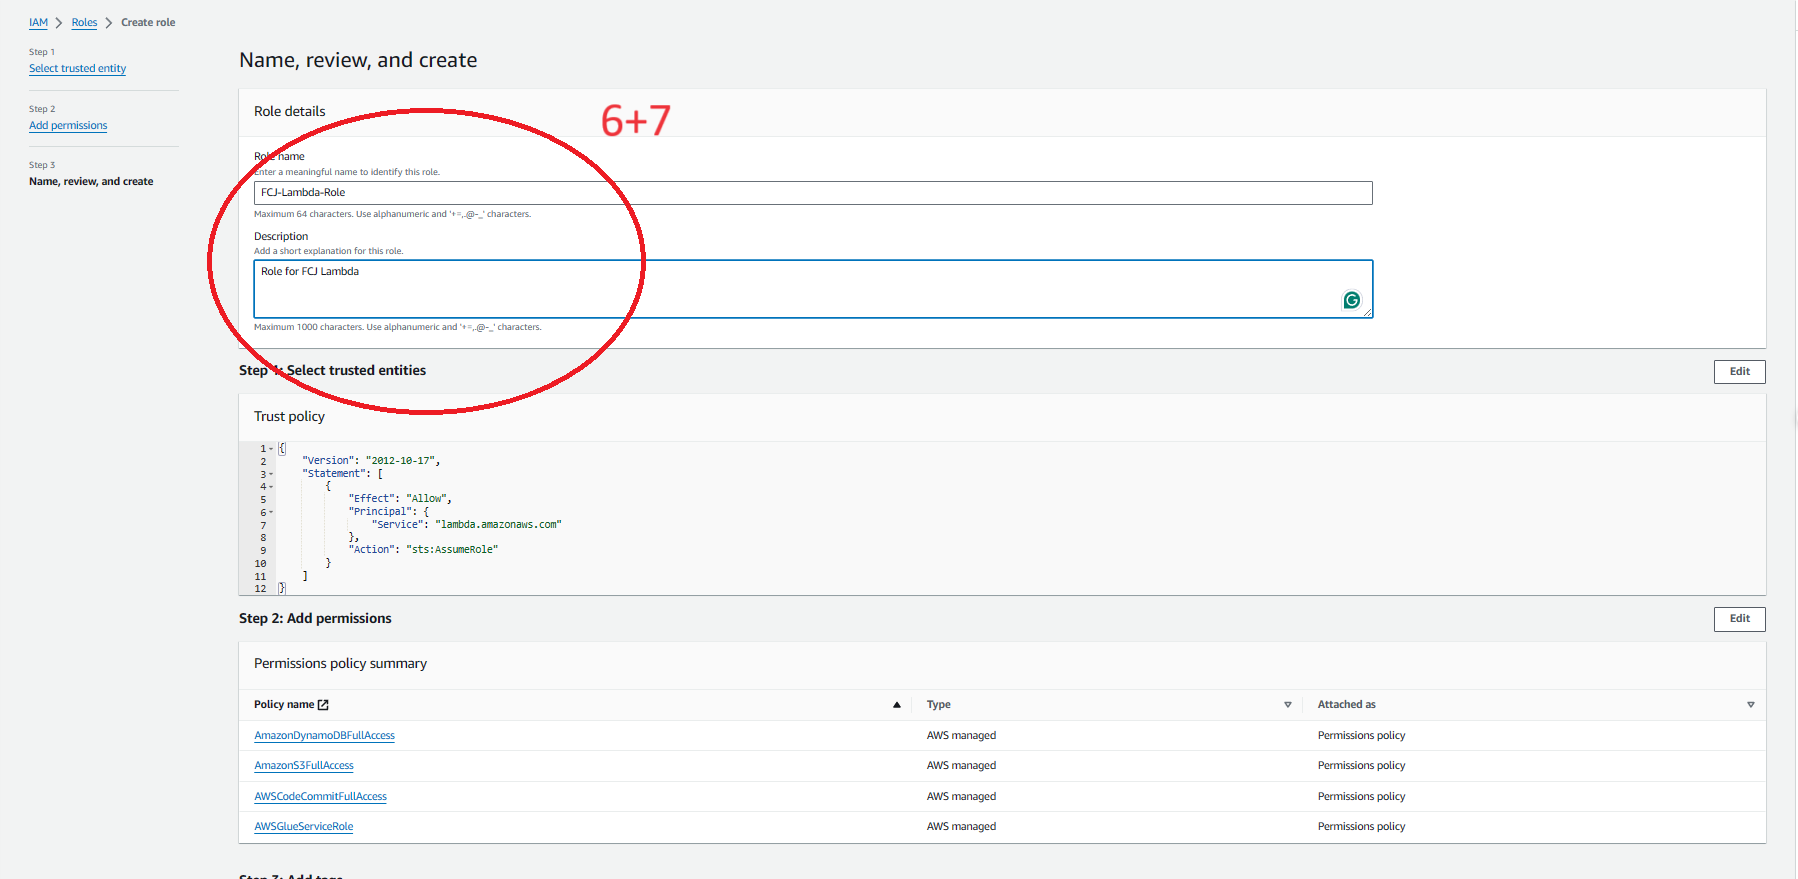 IAM > Roles > Create role
Step 1
Select trusted entity
Step 2
Add permissions
Step 3
Name, review, and create
Name, review, and create
Role details
6+7
Role name
Enter a meaningful name to identify this role.
FCJ-Lambda-Role
Maximum 64 characters. Use alphanumeric and '+=,.@-_' characters.
Description
Add a short explanation for this role.
Role for FCJ Lambda
Maximum 1000 characters. Use alphanumeric and '+=,.@-_' characters.
Step 1: Select trusted entities
Edit
Trust policy
1 {
2 "Version": "2012-10-17",
3 "Statement": [
4 {
5 "Effect": "Allow",
6 "Principal": {
7 "Service": "lambda.amazonaws.com"
8 },
9 "Action": "sts:AssumeRole"
10 }
11 ]
12 }
Step 2: Add permissions
Edit
Permissions policy summary
Policy name Type Attached as
AmazonDynamoDBFullAccess AWS managed Permissions policy
AmazonS3FullAccess AWS managed Permissions policy
AWSCodeCommitFullAccess AWS managed Permissions policy
AWSGlueServiceRole AWS managed Permissions policy
Step 3: Add tags